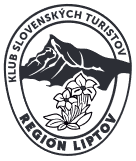 KLUB SLOVENSKÝCH TURISTOV
REGIÓN LIPTOV